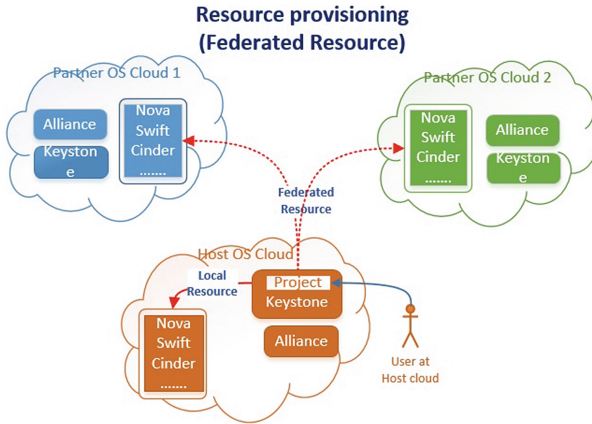 Resource provisioning
(Federated Resource)
Partner OS Cloud 1
Alliance
Keyston
e
Nova
Swift
Cinder
.......
Partner OS Cloud 2
Nova
Swift
Cinder
.......
Alliance
Keyston
e
Federated
Resource
Host OS Cloud
Local
Resource
Project
Keystone
Alliance
Nova
Swift
Cinder
.......
User at
Host cloud